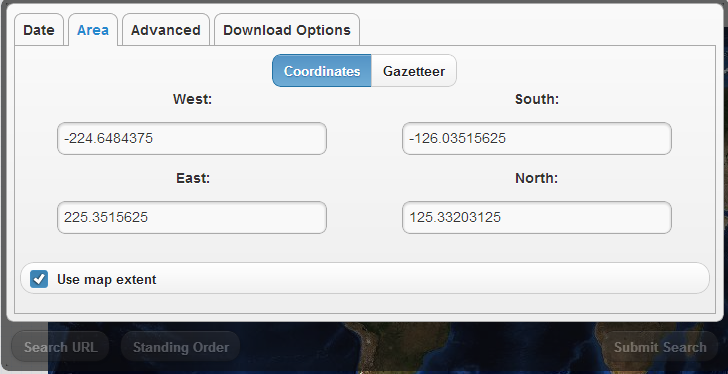 Date Area Advanced Download Options
Coordinates Gazetteer
West: South:
-224.6484375 -126.03515625
East: North:
225.3515625 125.33203125
Use map extent
Search URL Standing Order Submit Search